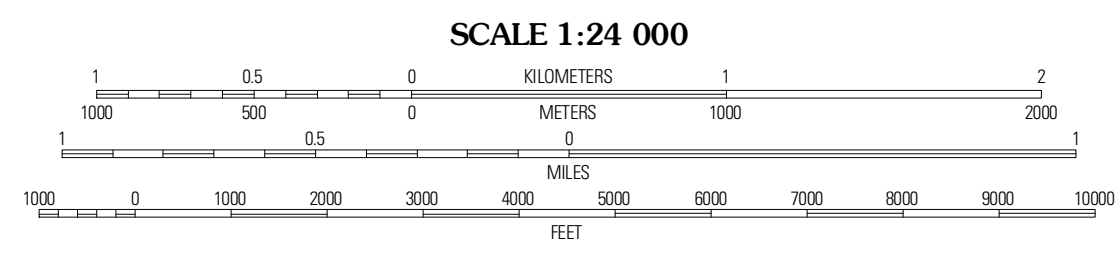 SCALE 1:24 000
1 0.5 0 KILOMETERS 1 2
1000 500 0 METERS 1000 2000
1 0.5 0 1
MILES
1000 0 1000 2000 3000 4000 5000 6000 7000 8000 9000 10000
FEET